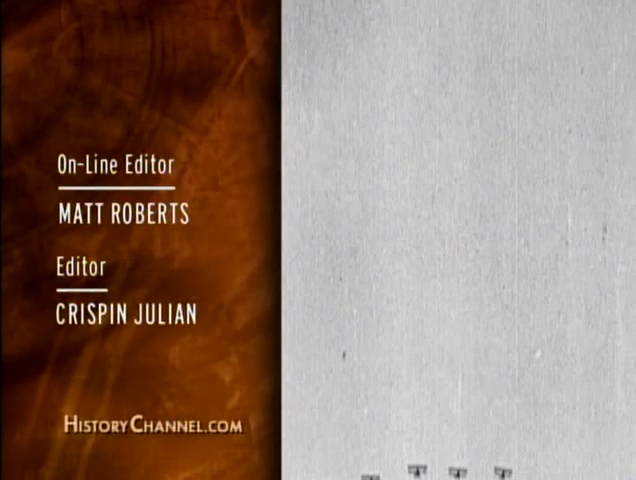 On-Line Editor
MATT ROBERTS
Editor
CRISPIN JULIAN
HISTORYCHANNEL.COM